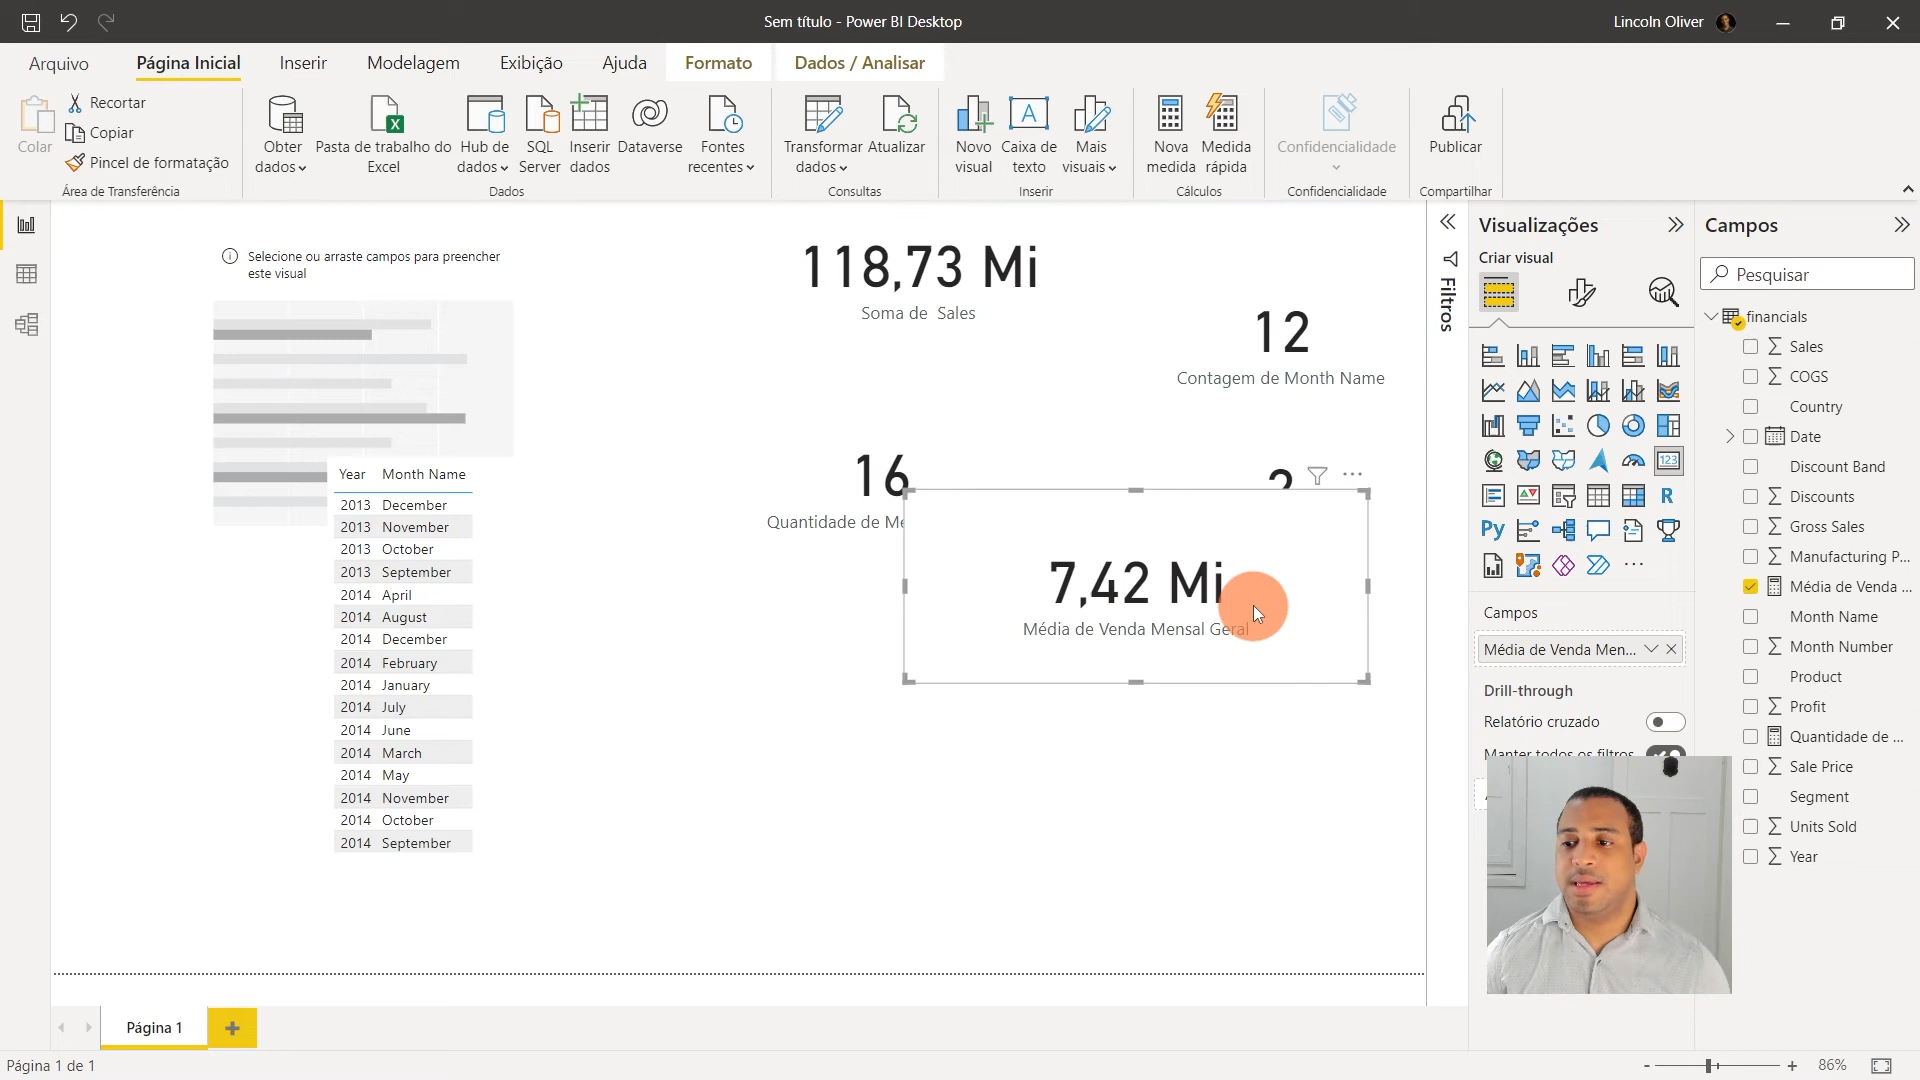 Sem título - Power BI Desktop
Lincoln Oliver
Arquivo
Página Inicial
Inserir
Modelagem
Exibição
Ajuda
Formato
Dados / Analisar
Colar
Recortar
Copiar
Pincel de formatação
Área de Transferência
Obter dados
Pasta de trabalho do Excel
Hub de dados
SQL Server
Inserir dados
Dataverse
Fontes recentes
Dados
Transformar dados
Atualizar
Consultas
Novo visual
Caixa de texto
Mais visuais
Inserir
Nova medida
Medida rápida
Cálculos
Confidencialidade
Confidencialidade
Publicar
Compartilhar
Selecione ou arraste campos para preencher
este visual
118,73 Mi
Soma de Sales
12
Contagem de Month Name
16
Quantidade de Me
7,42 Mi
Média de Venda Mensal Geral
Year Month Name
2013 December
2013 November
2013 October
2013 September
2014 April
2014 August
2014 December
2014 February
2014 January
2014 July
2014 June
2014 March
2014 May
2014 November
2014 October
2014 September
Filtros
Visualizações
Criar visual
123
R
Py
Campos
Média de Venda Men...
Drill-through
Relatório cruzado
Manter todos os filtros
Campos
Pesquisar
financials
Sales
COGS
Country
Date
Discount Band
Discounts
Gross Sales
Manufacturing P...
Média de Venda ...
Month Name
Month Number
Product
Profit
Quantidade de ...
Sale Price
Segment
Units Sold
Year
Página 1
Página 1 de 1
86%